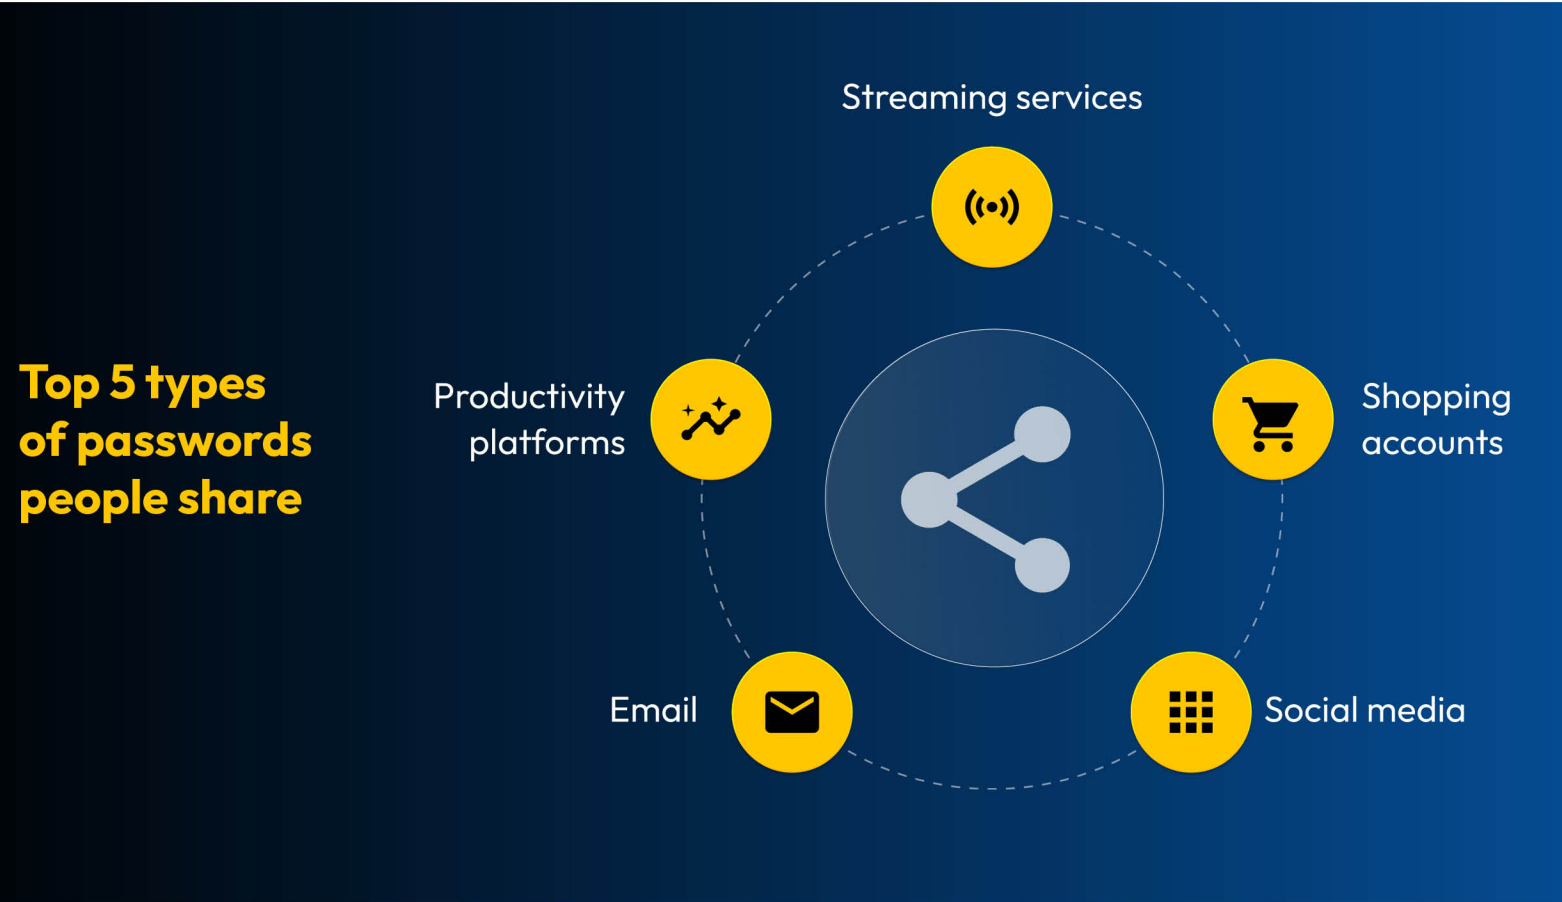 Top 5 types
of passwords
people share
Streaming services
Shopping
accounts
Social media
Email
Productivity
platforms